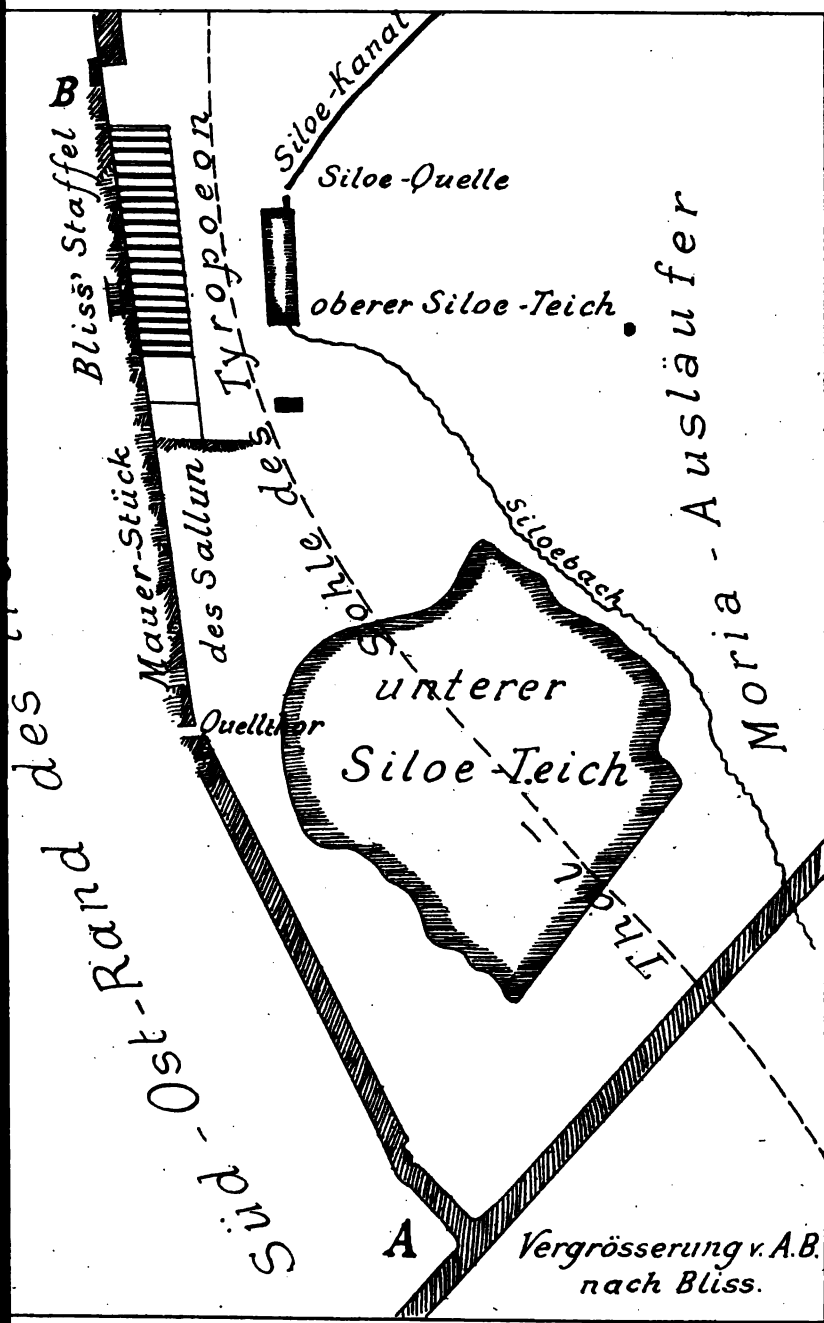 Siloe-Kanal
B
Siloe-Quelle
Bliss' Staffel
oberer Siloe-Teich
Thal-Sohle des Tyropoeon
Moria-Ausläufer
Mauer-Stück
des Sallun
Siloebach
unterer
Siloe-Teich
Quellthor
Süd-Ost-Rand des
A
Vergrösserung v. A.B.
nach Bliss.